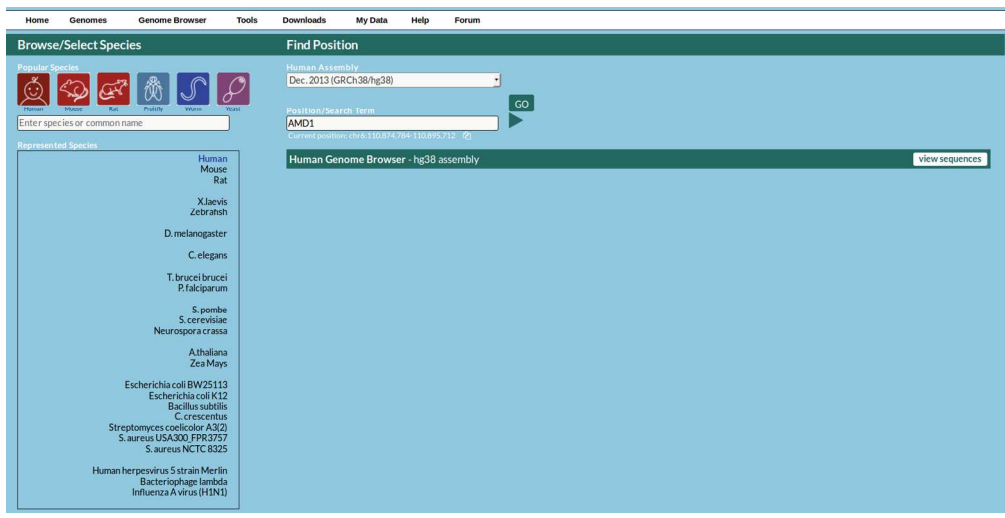 Home Genomes Genome Browser Tools Downloads My Data Help Forum
Browse/Select Species
Popular Species
Human Mouse Rat Fruitfly Worm Yeast
Enter species or common name
Represented Species
Human
Mouse
Rat
X.laevis
Zebrafish
D. melanogaster
C. elegans
T. brucei brucei
P. falciparum
S. pombe
S. cerevisiae
Neurospora crassa
A.thaliana
Zea Mays
Escherichia coli BW25113
Escherichia coli K12
Bacillus subtilis
C. crescentus
Streptomyces coelicolor A3(2)
S. aureus USA300_FPR3757
S. aureus NCTC 8325
Human herpesvirus 5 strain Merlin
Bacteriophage lambda
Influenza A virus (H1N1)
Find Position
Human Assembly
Dec. 2013 (GRCh38/hg38)
Position/Search Term
GO
AMD1
Current position: chr6:110,874,784-110,895,712
Human Genome Browser - hg38 assembly view sequences